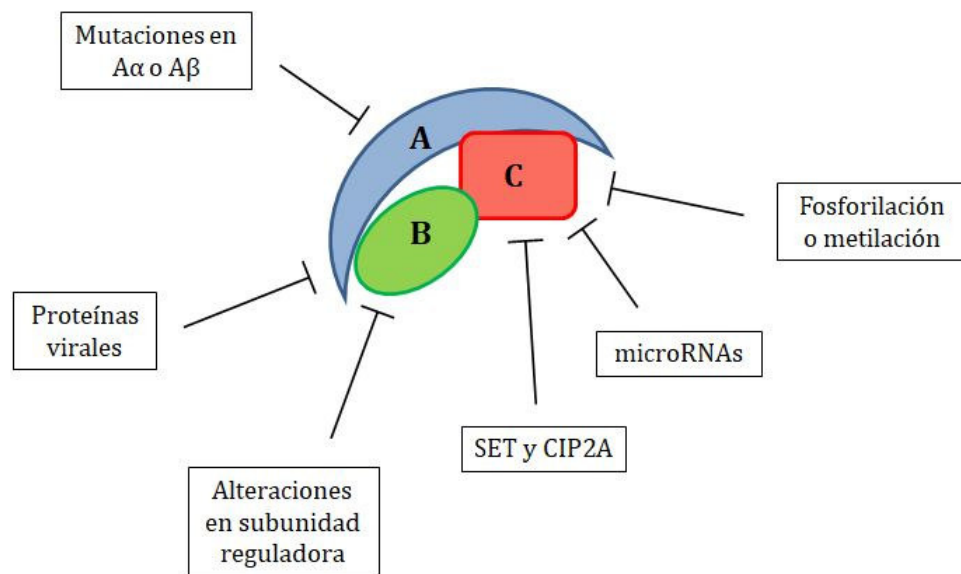 Mutaciones en
Aα o Aβ
A
C
B
Fosforilación
o metilación
Proteínas
virales
microRNAs
SET y CIP2A
Alteraciones
en subunidad
reguladora